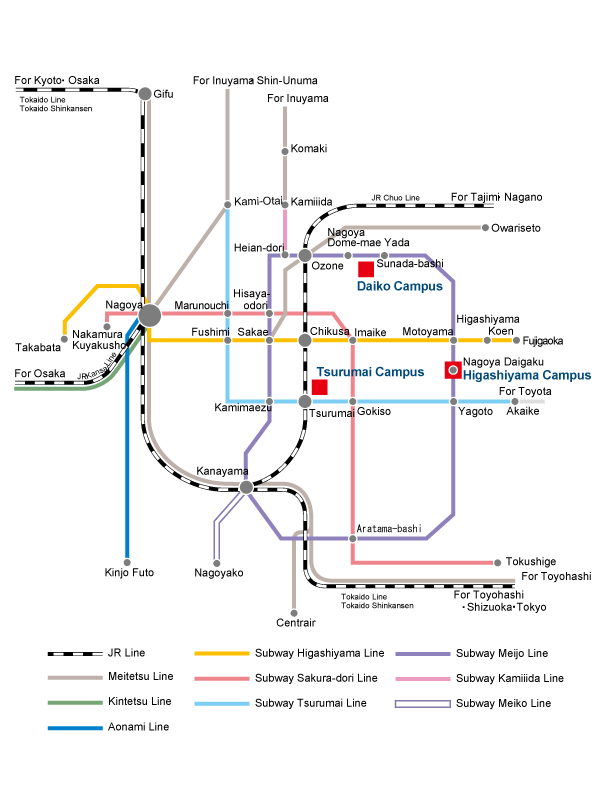 For Inuyama Shin-Unuma
For Kyoto・Osaka
Gifu
Tokaido Line
Tokaido Shinkansen
For Inuyama
Komaki
Kami-Otai
Kamiiida
JR Chuo Line
For Tajimi・Nagano
Owariseto
Nagoya
Dome-mae Yada
Heian-dori
Ozone
Sunada-bashi
Daiko Campus
Nagoya
Marunouchi
Hisaya-
odori
Nakamura
Kuyakusho
Takabata
Fushimi
Sakae
Chikusa
Imaike
Motoyama
Higashiyama
Koen
Fujigaoka
For Osaka
JRKansai Line
Tsurumai Campus
Nagoya Daigaku
Higashiyama Campus
Kamimaezu
Tsurumai
Gokiso
Yagoto
For Toyota
Akaike
Kanayama
Aratama-bashi
Kinjo Futo
Nagoyako
Tokushige
For Toyohashi
Tokaido Line
Tokaido Shinkansen
For Toyohashi
・Shizuoka・Tokyo
Centrair
JR Line
Subway Higashiyama Line
Subway Meijo Line
Meitetsu Line
Subway Sakura-dori Line
Subway Kamiiida Line
Kintetsu Line
Subway Tsurumai Line
Subway Meiko Line
Aonami Line